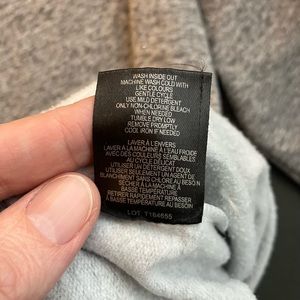 WASH INSIDE OUT
MACHINE WASH COLD WITH
LIKE COLOURS
GENTLE CYCLE
USE MILD DETERGENT
ONLY NON-CHLORINE BLEACH
WHEN NEEDED
TUMBLE DRY LOW
REMOVE PROMPTLY
COOL IRON IF NEEDED
LAVER À L'ENVERS
LAVER À LA MACHINE À L'EAU FROIDE
AVEC DES COULEURS SEMBLABLES
AU CYCLE DÉLICAT
UTILISER UN DÉTERGENT DOUX
UTILISER SEULEMENT UN AGENT DE
BLANCHIMENT SANS CHLORE AU BESOIN
SÉCHER À LA MACHINE À
BASSE TEMPÉRATURE
RETIRER RAPIDEMENT REPASSER
À BASSE TEMPÉRATURE AU BESOIN
LOT T184655